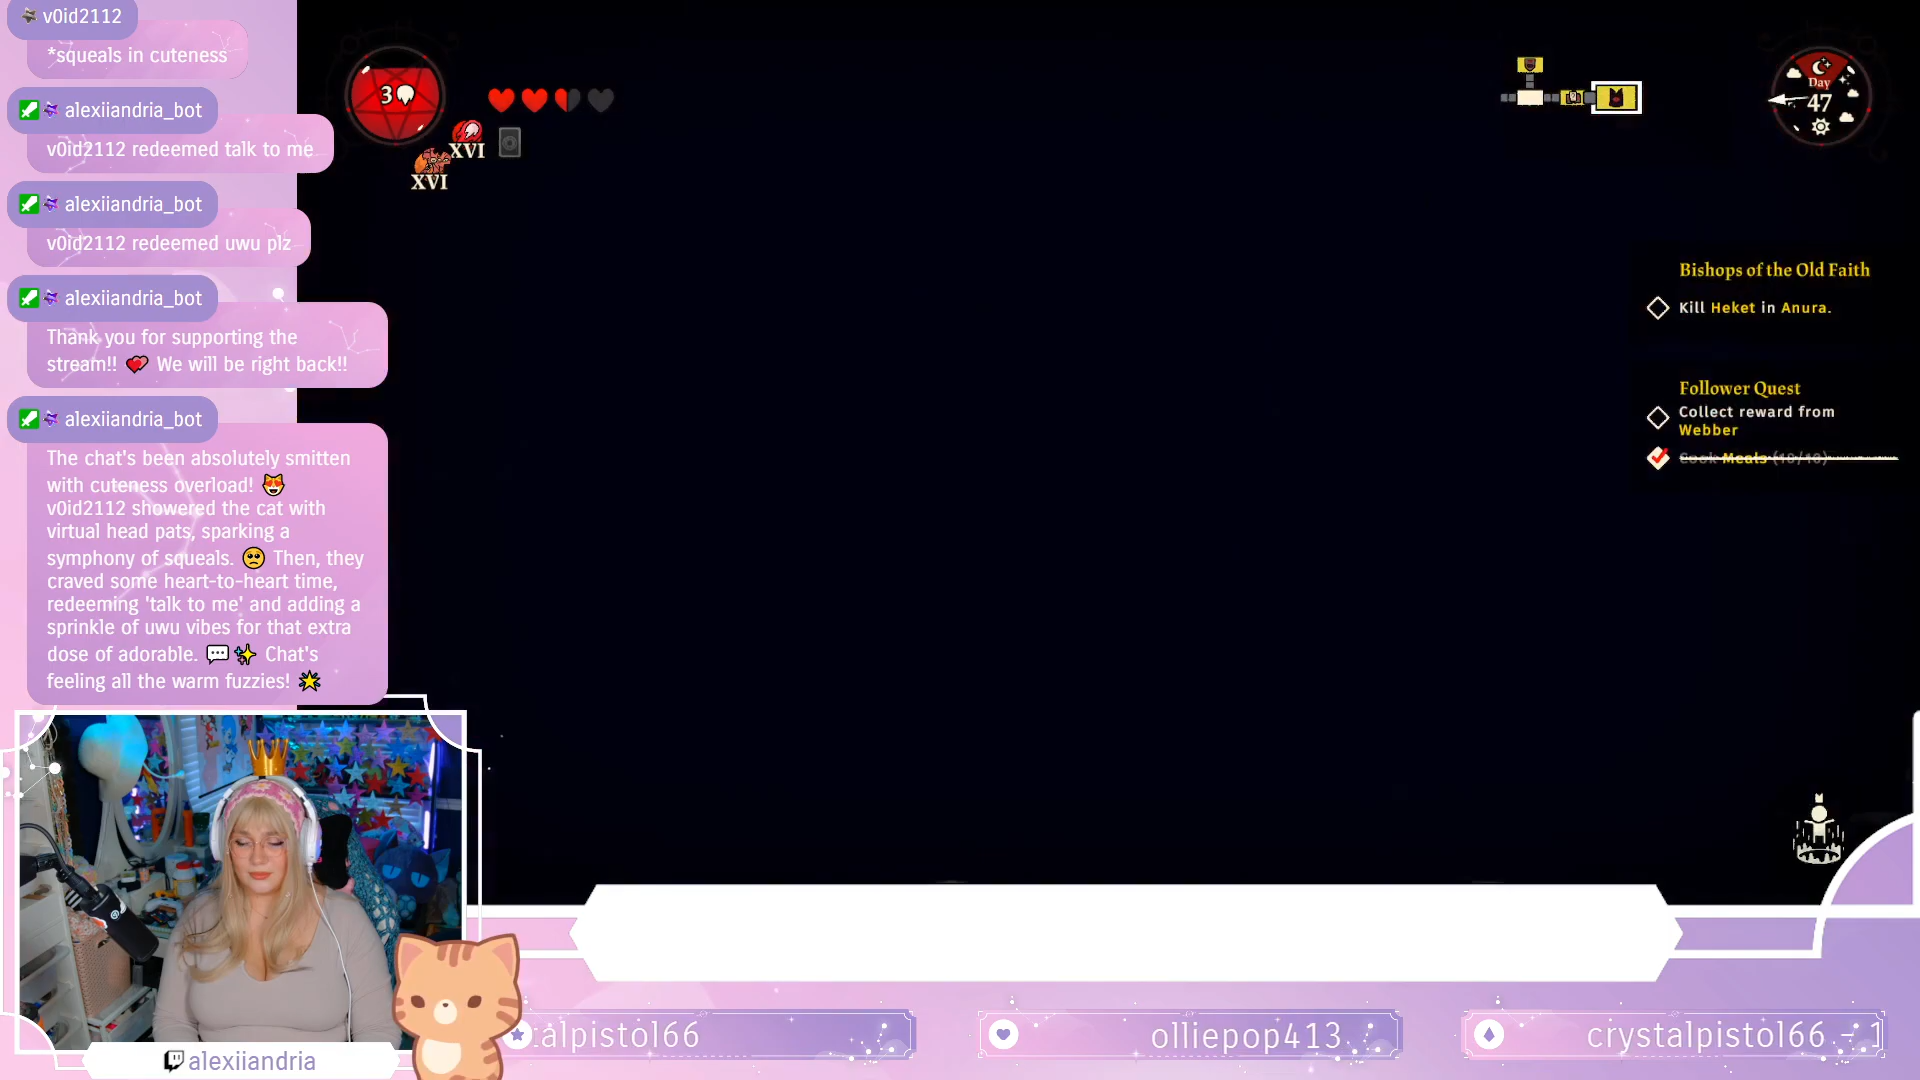 v0id2112
*squeals in cuteness
alexiiandria_bot
v0id2112 redeemed talk to me
alexiiandria_bot
v0id2112 redeemed uwu plz
alexiiandria_bot
Thank you for supporting the
stream!! 💕 We will be right back!!
alexiiandria_bot
The chat's been absolutely smitten
with cuteness overload! 😻
v0id2112 showered the cat with
virtual head pats, sparking a
symphony of squeals. 🥺 Then, they
craved some heart-to-heart time,
redeeming 'talk to me' and adding a
sprinkle of uwu vibes for that extra
dose of adorable. 💬 ✨ Chat's
feeling all the warm fuzzies! 🌟
3
XVI
XVI
Day
47
Bishops of the Old Faith
Kill Heket in Anura.
Follower Quest
Collect reward from
Webber
Cook Meals (10/10)
alexiiandria
talpistol66
olliepop413
crystalpistol66 - 1